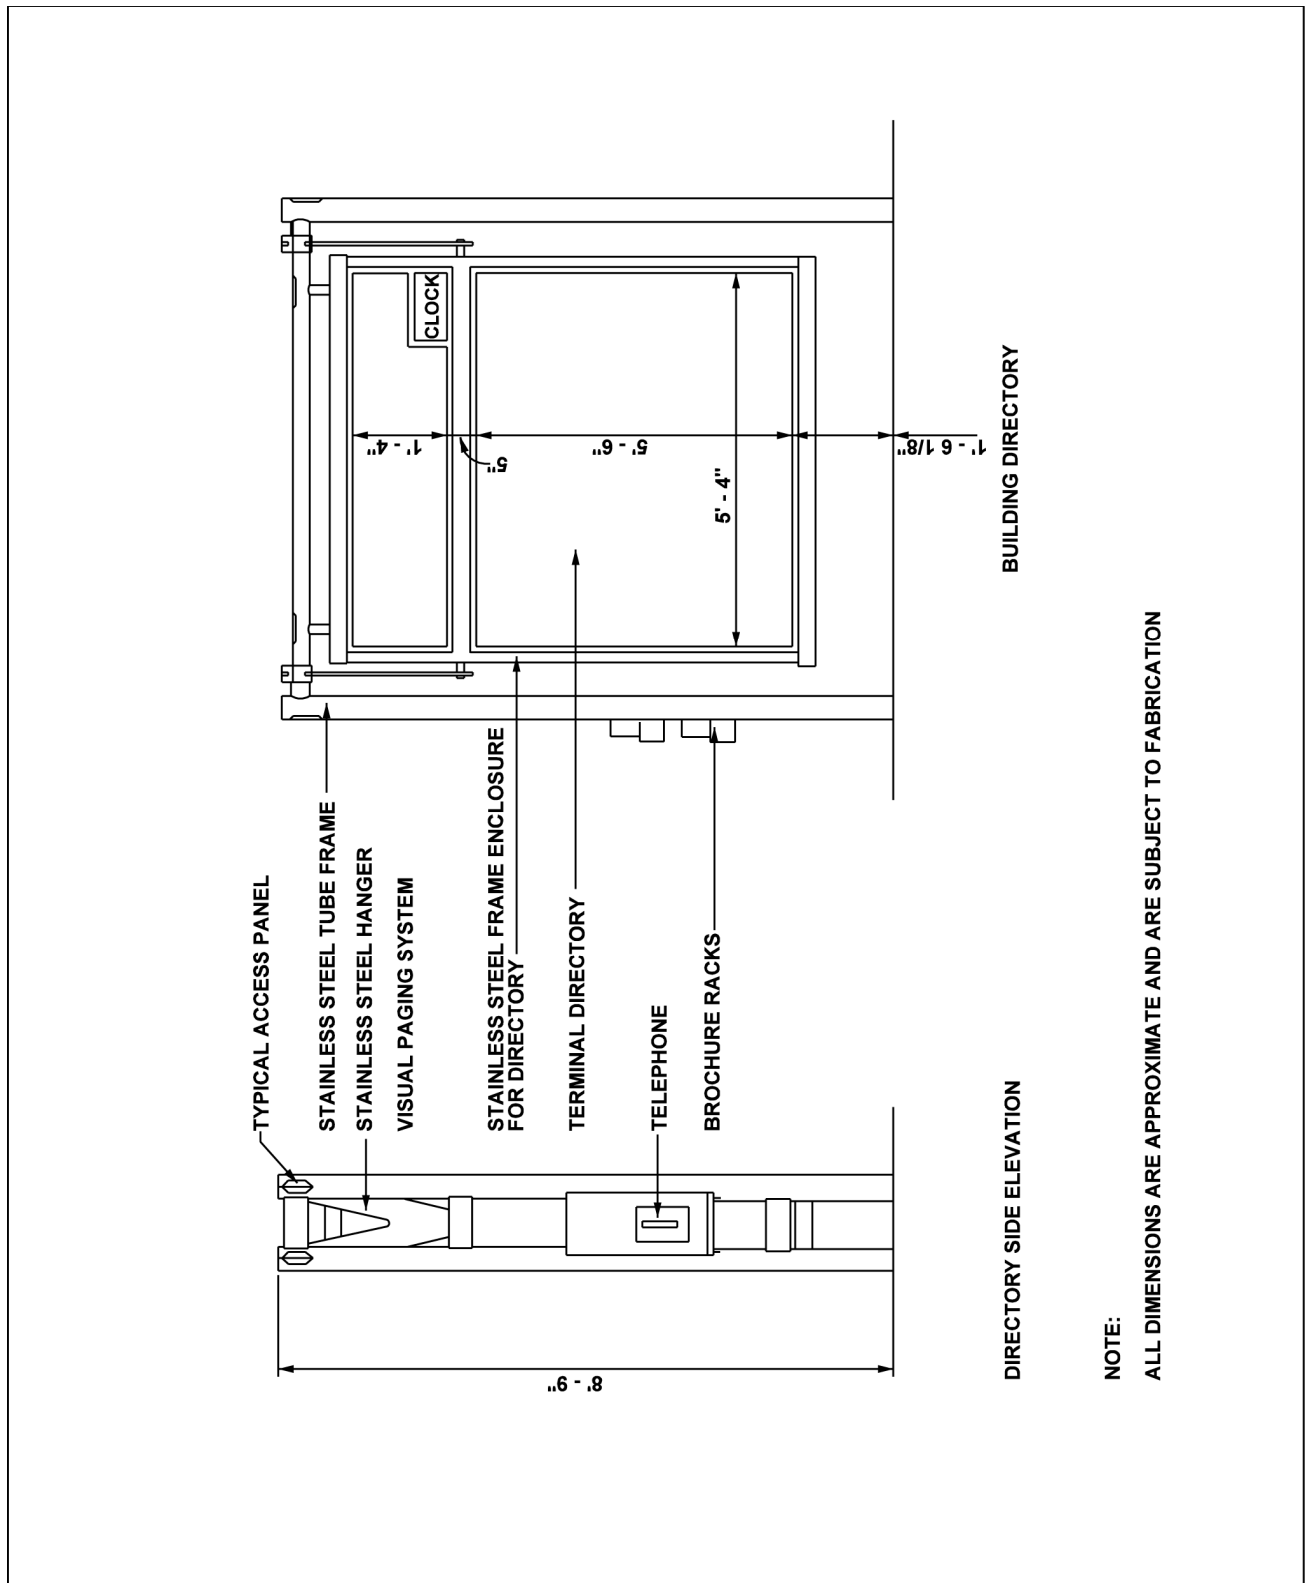 TYPICAL ACCESS PANEL
STAINLESS STEEL TUBE FRAME
STAINLESS STEEL HANGER
VISUAL PAGING SYSTEM
STAINLESS STEEL FRAME ENCLOSURE
FOR DIRECTORY
TERMINAL DIRECTORY
TELEPHONE
BROCHURE RACKS
8' - 9"
CLOCK
1' - 4"
5"
5' - 6"
5' - 4"
1' - 6 1/8"
DIRECTORY SIDE ELEVATION
BUILDING DIRECTORY
NOTE:
ALL DIMENSIONS ARE APPROXIMATE AND ARE SUBJECT TO FABRICATION